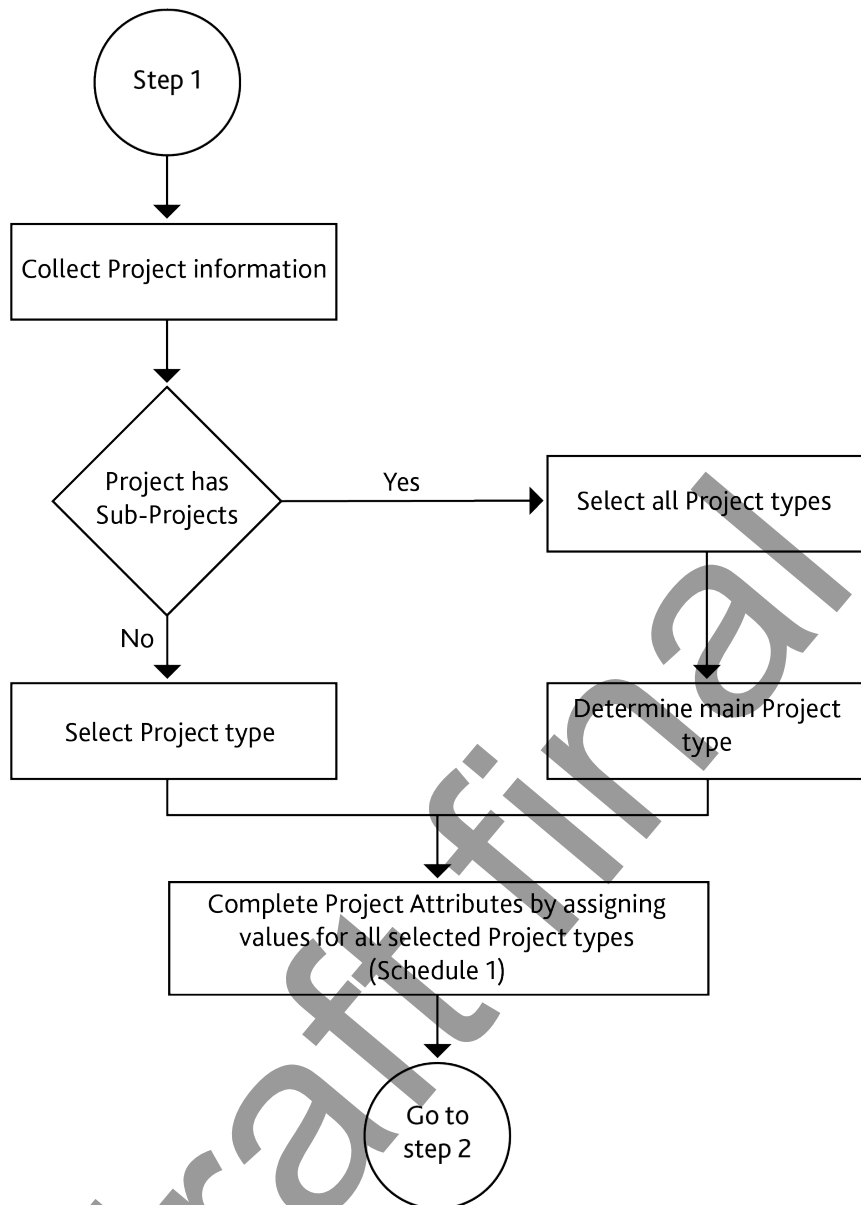 Step 1
Collect Project information
Project has
Sub-Projects
Yes
Select all Project types
No
Select Project type
Determine main Project
type
Complete Project Attributes by assigning
values for all selected Project types
(Schedule 1)
Go to
step 2
draft final